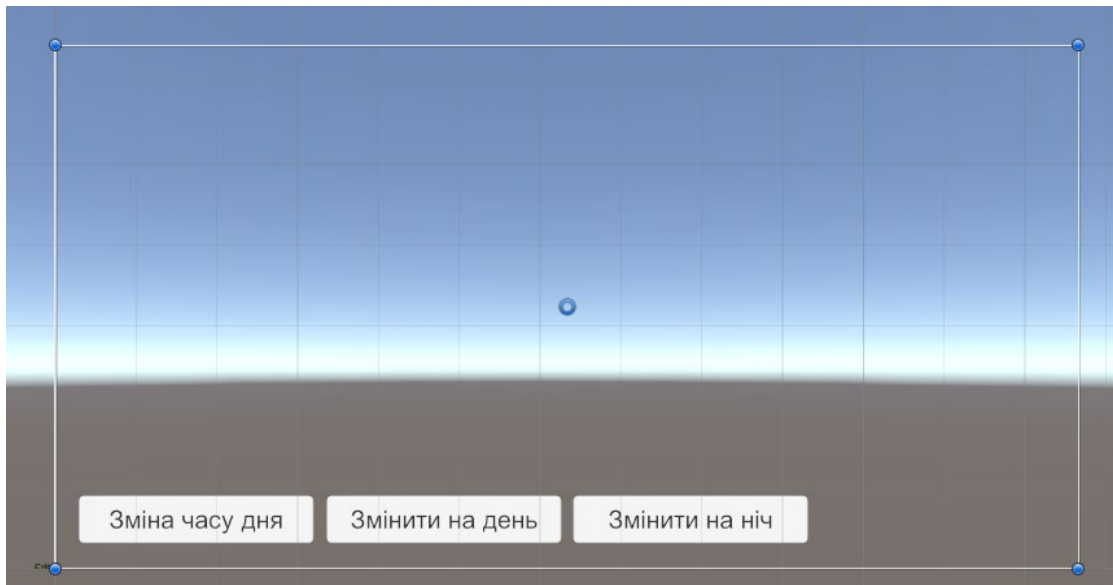 Зміна часу дня
Змінити на день
Змінити на ніч